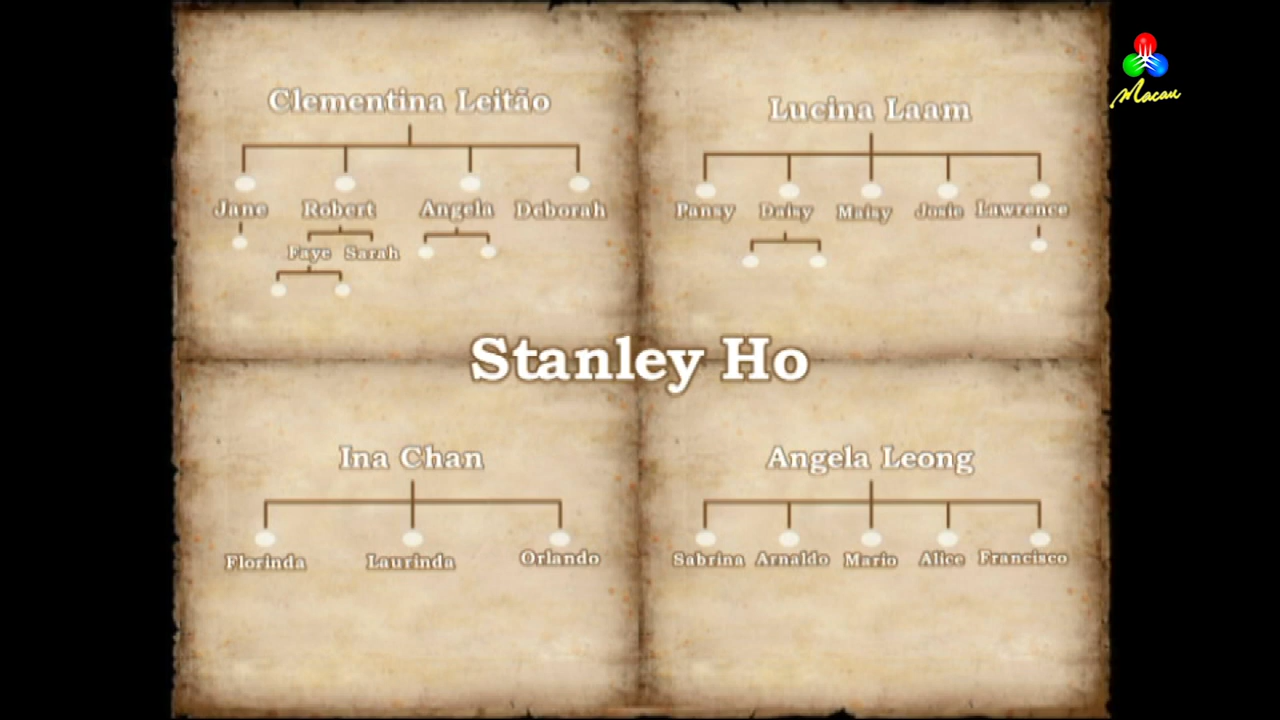 Macau
Clementina Leitão
Jane Robert Angela Deborah
Faye Sarah
Lucina Laam
Pansy Daisy Maisy Josie Lawrence
Stanley Ho
Ina Chan
Florinda Laurinda Orlando
Angela Leong
Sabrina Arnaldo Mario Alice Francisco